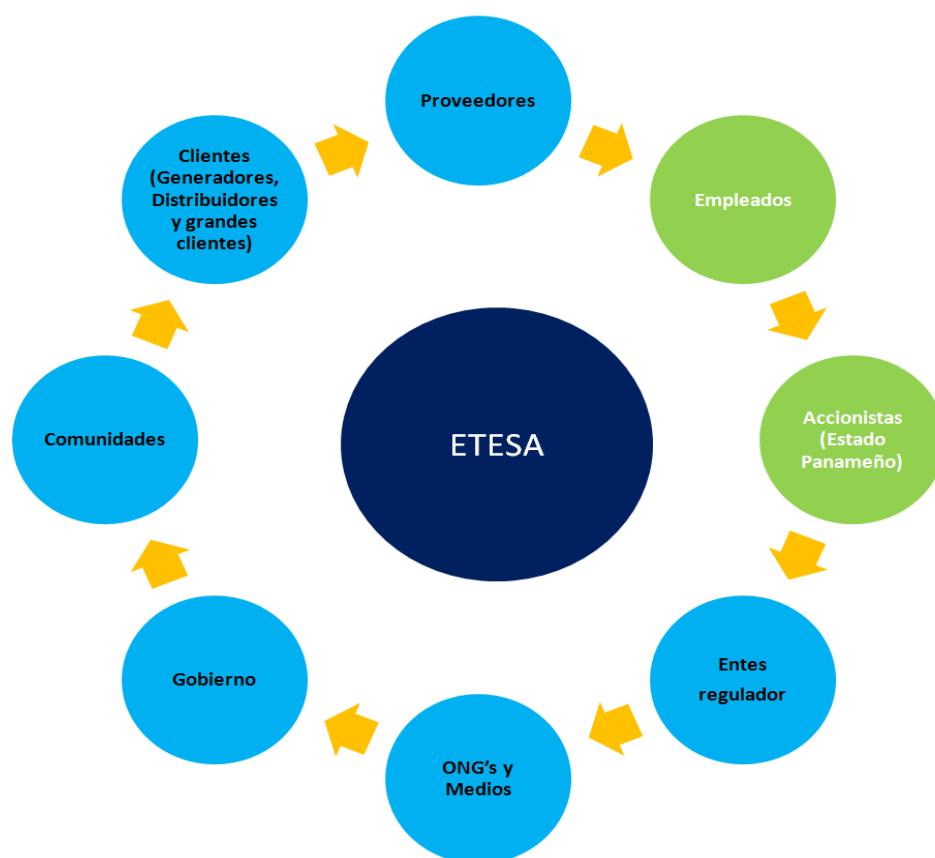 Proveedores
Empleados
Accionistas
(Estado
Panameño)
Entes
regulador
ONG’s y
Medios
Gobierno
Comunidades
Clientes
(Generadores,
Distribuidores
y grandes
clientes)
ETESA